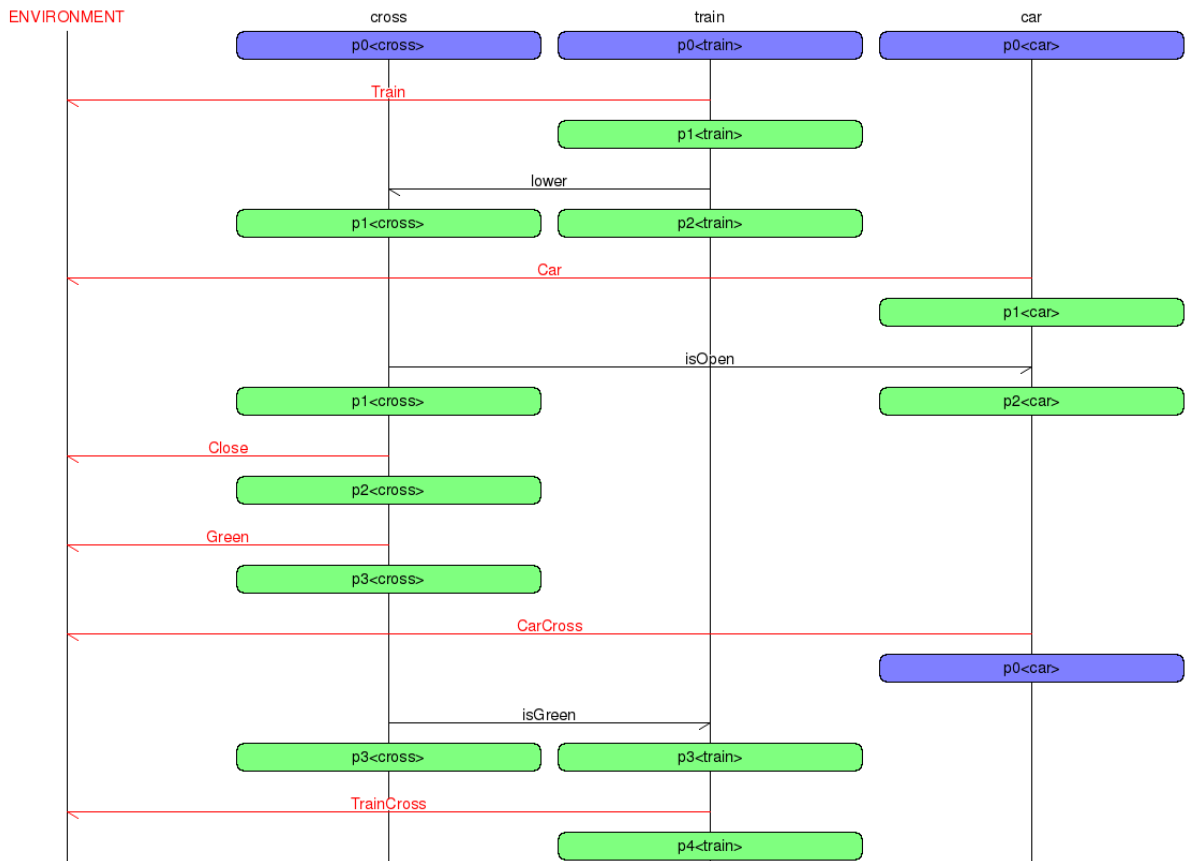 ENVIRONMENT cross train car
p0<cross> p0<train> p0<car>
Train
p1<train>
lower
p1<cross> p2<train>
Car
p1<car>
isOpen
p1<cross> p2<car>
Close
p2<cross>
Green
p3<cross>
CarCross
p0<car>
isGreen
p3<cross> p3<train>
TrainCross
p4<train>